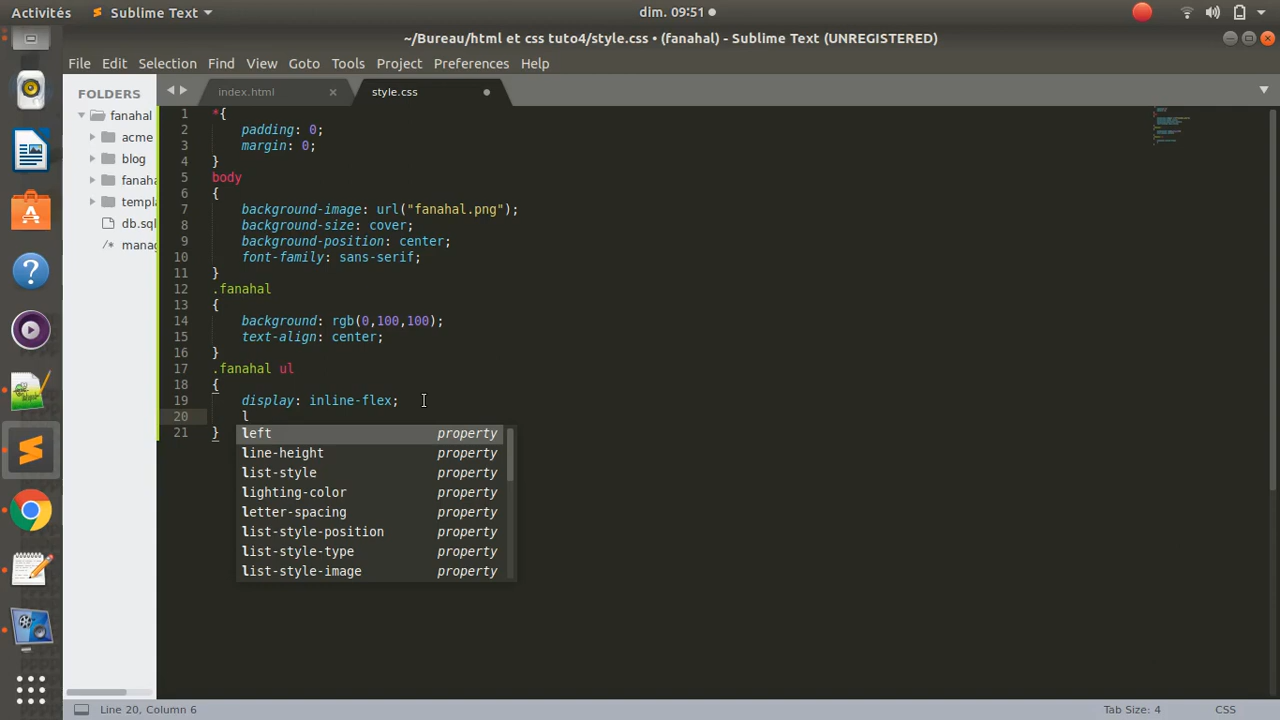 Activités Sublime Text dim. 09:51
~/Bureau/html et css tuto4/style.css • (fanahal) - Sublime Text (UNREGISTERED)
File Edit Selection Find View Goto Tools Project Preferences Help
FOLDERS
fanahal
acme
blog
fanaha
templa
db.sql
manag
index.html × style.css
1 *{
2 padding: 0;
3 margin: 0;
4 }
5 body
6 {
7 background-image: url("fanahal.png");
8 background-size: cover;
9 background-position: center;
10 font-family: sans-serif;
11 }
12 .fanahal
13 {
14 background: rgb(0,100,100);
15 text-align: center;
16 }
17 .fanahal ul
18 {
19 display: inline-flex;
20 l
21 }
left property
line-height property
list-style property
lighting-color property
letter-spacing property
list-style-position property
list-style-type property
list-style-image property
Line 20, Column 6 Tab Size: 4 CSS